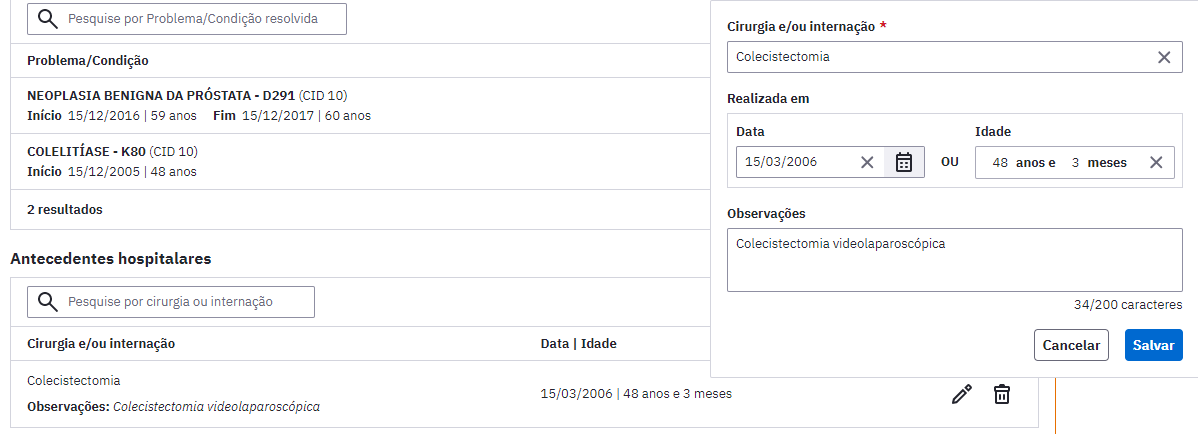 Pesquise por Problema/Condição resolvida
Problema/Condição
NEOPLASIA BENIGNA DA PRÓSTATA - D291 (CID 10)
Início 15/12/2016 | 59 anos Fim 15/12/2017 | 60 anos
COLELITÍASE - K80 (CID 10)
Início 15/12/2005 | 48 anos
2 resultados
Antecedentes hospitalares
Pesquise por cirurgia ou internação
Cirurgia e/ou internação
Data | Idade
Colecistectomia
Observações: Colecistectomia videolaparoscópica
15/03/2006 | 48 anos e 3 meses
Cirurgia e/ou internação *
Colecistectomia
Realizada em
Data
15/03/2006
OU
Idade
48 anos e 3 meses
Observações
Colecistectomia videolaparoscópica
34/200 caracteres
Cancelar
Salvar